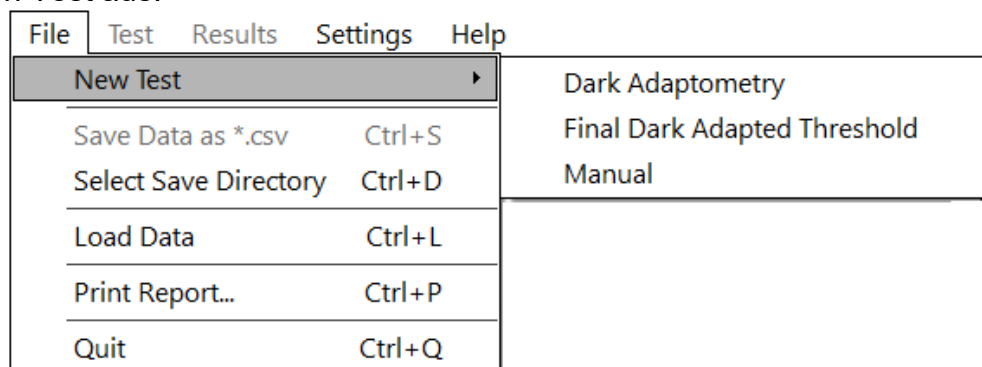 File Test Results Settings Help
New Test
Dark Adaptometry
Final Dark Adapted Threshold
Manual
Save Data as *.csv Ctrl+S
Select Save Directory Ctrl+D
Load Data Ctrl+L
Print Report... Ctrl+P
Quit Ctrl+Q